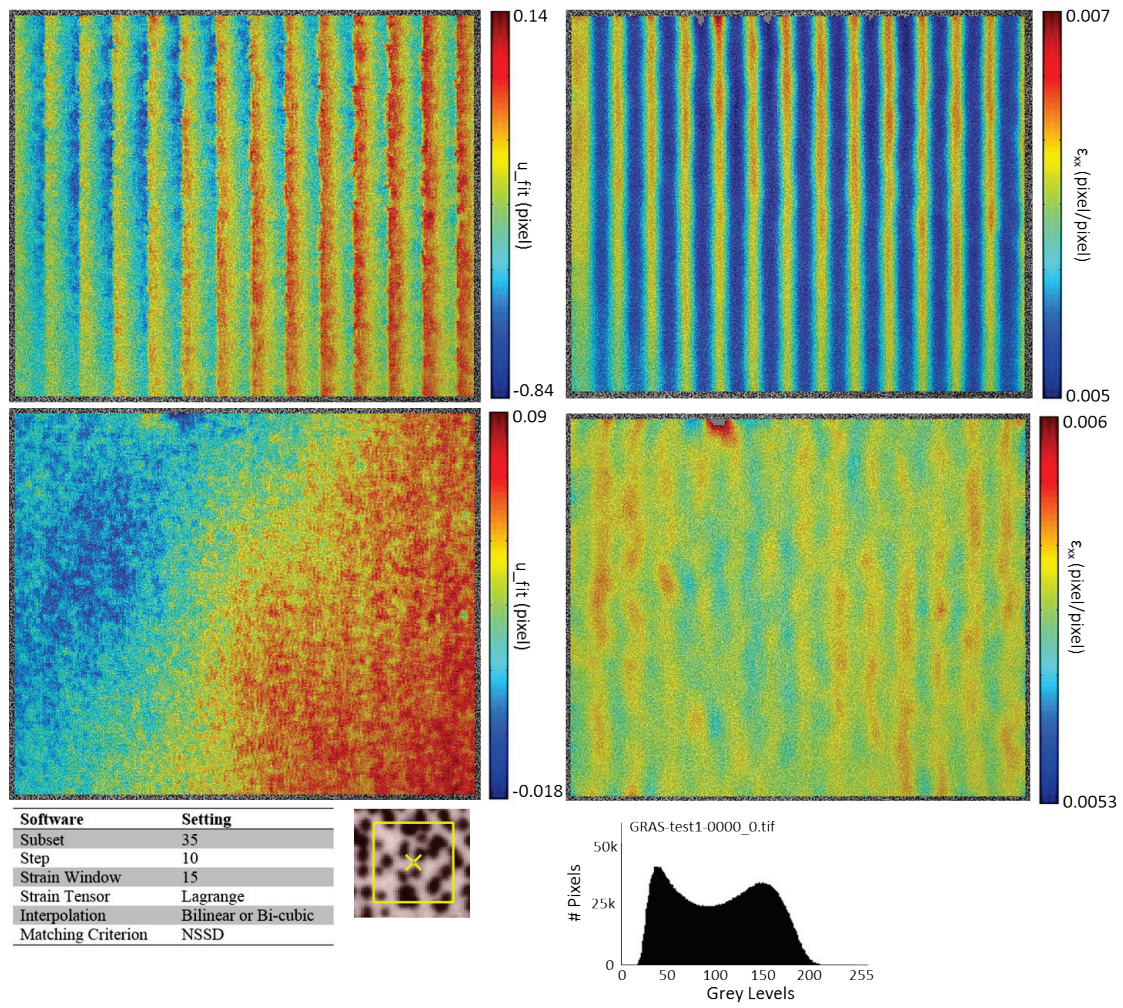 0.14
u_fit (pixel)
-0.84
0.007
εxx (pixel/pixel)
0.005
0.09
u_fit (pixel)
-0.018
0.006
εxx (pixel/pixel)
0.0053
Software Setting
Subset 35
Step 10
Strain Window 15
Strain Tensor Lagrange
Interpolation Bilinear or Bi-cubic
Matching Criterion NSSD
GRAS-test1-0000_0.tif
50k
# Pixels
25k
0
0 50 100 150 200 255
Grey Levels